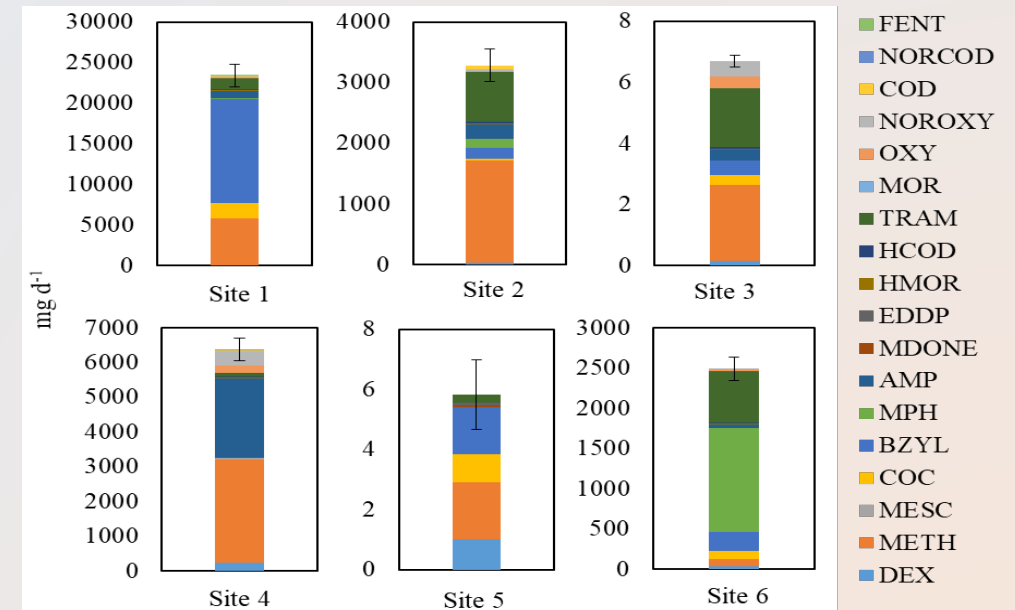 mg d-1
30000
25000
20000
15000
10000
5000
0
Site 1
4000
3000
2000
1000
0
Site 2
8
6
4
2
0
Site 3
7000
6000
5000
4000
3000
2000
1000
0
Site 4
8
6
4
2
0
Site 5
3000
2500
2000
1500
1000
500
0
Site 6
FENT
NORCOD
COD
NOROXY
OXY
MOR
TRAM
HCOD
HMOR
EDDP
MDONE
AMP
MPH
BZYL
COC
MESC
METH
DEX